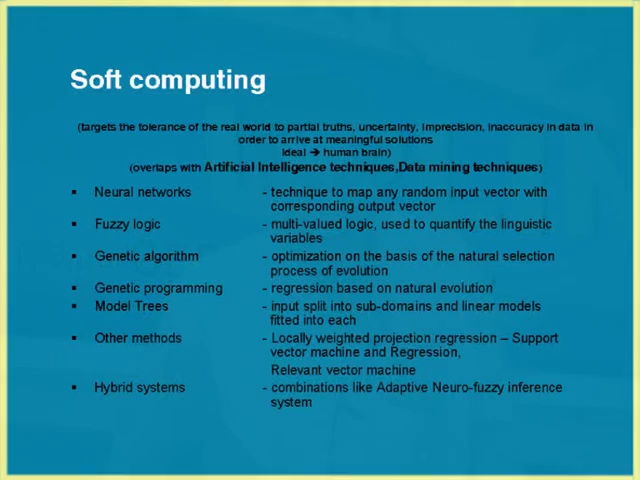 Soft computing
(targets the tolerance of the real world to partial truths, uncertainty, imprecision, inaccuracy in data in
order to arrive at meaningful solutions
ideal → human brain)
(overlaps with Artificial Intelligence techniques,Data mining techniques)
▪ Neural networks - technique to map any random input vector with
corresponding output vector
▪ Fuzzy logic - multi-valued logic, used to quantify the linguistic
variables
▪ Genetic algorithm - optimization on the basis of the natural selection
process of evolution
▪ Genetic programming - regression based on natural evolution
▪ Model Trees - input split into sub-domains and linear models
fitted into each
▪ Other methods - Locally weighted projection regression – Support
vector machine and Regression,
Relevant vector machine
▪ Hybrid systems - combinations like Adaptive Neuro-fuzzy inference
system